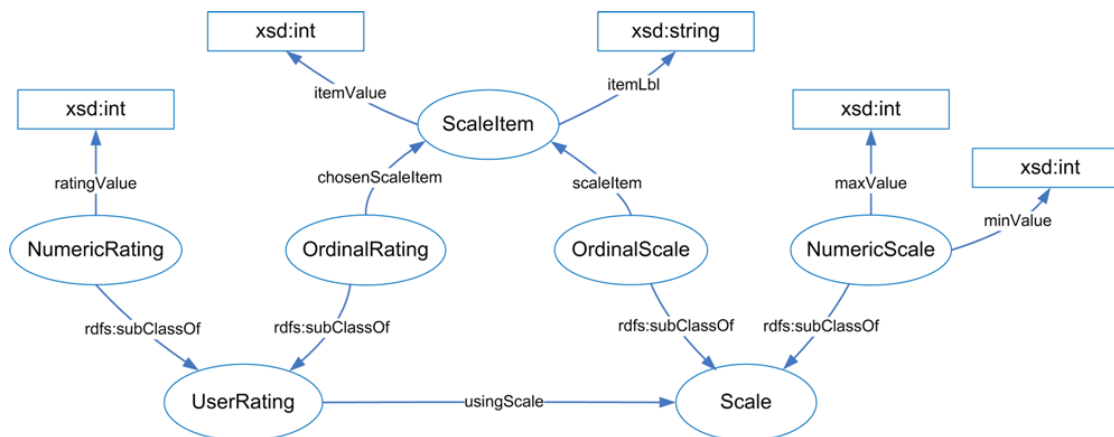 xsd:int
xsd:string
itemValue
itemLbl
xsd:int
ScaleItem
xsd:int
xsd:int
ratingValue
chosenScaleItem
scaleItem
maxValue
minValue
NumericRating
OrdinalRating
OrdinalScale
NumericScale
rdfs:subClassOf
rdfs:subClassOf
rdfs:subClassOf
rdfs:subClassOf
UserRating
usingScale
Scale